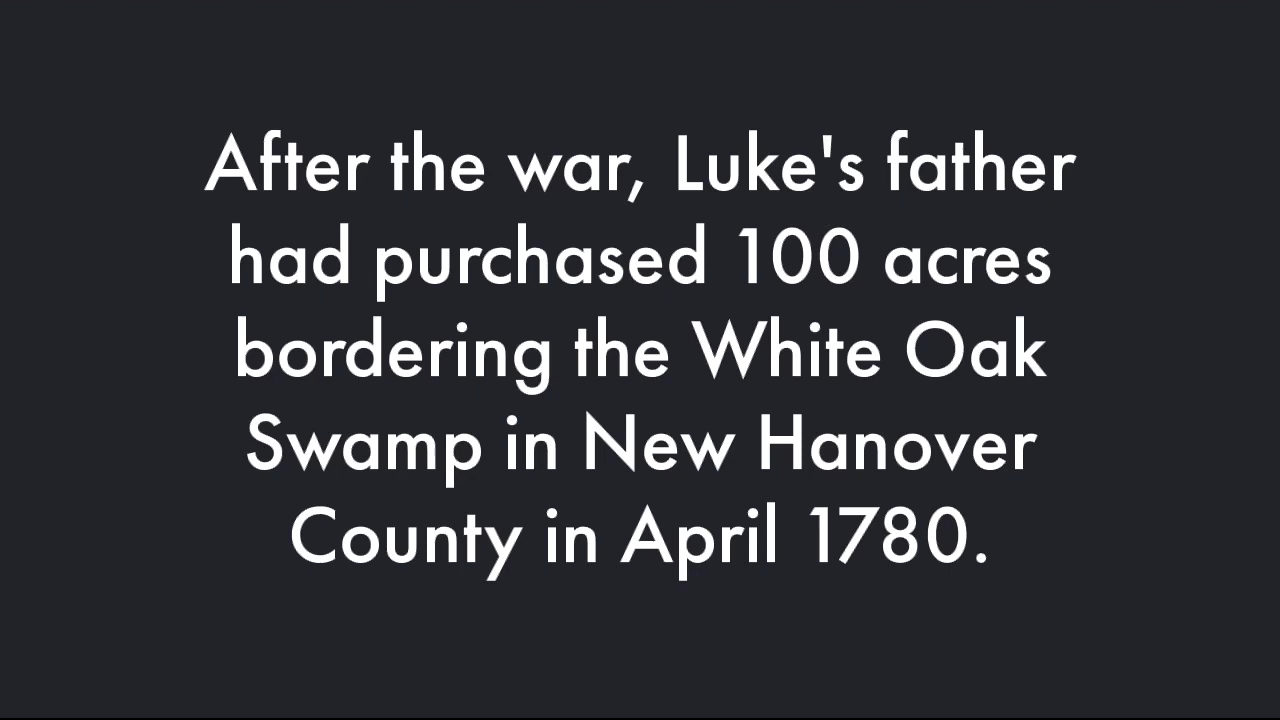 After the war, Luke's father
had purchased 100 acres
bordering the White Oak
Swamp in New Hanover
County in April 1780.